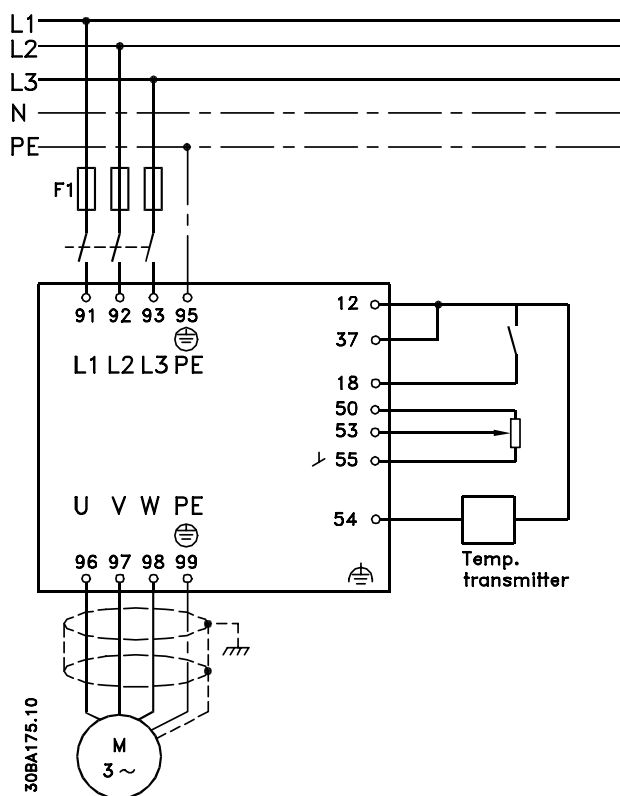 L1
L2
L3
N
PE
F1
91 92 93 95
L1 L2 L3 PE
12
37
18
50
53
55
54
U V W PE
96 97 98 99
Temp.
transmitter
M
3 ~
30BA175.10